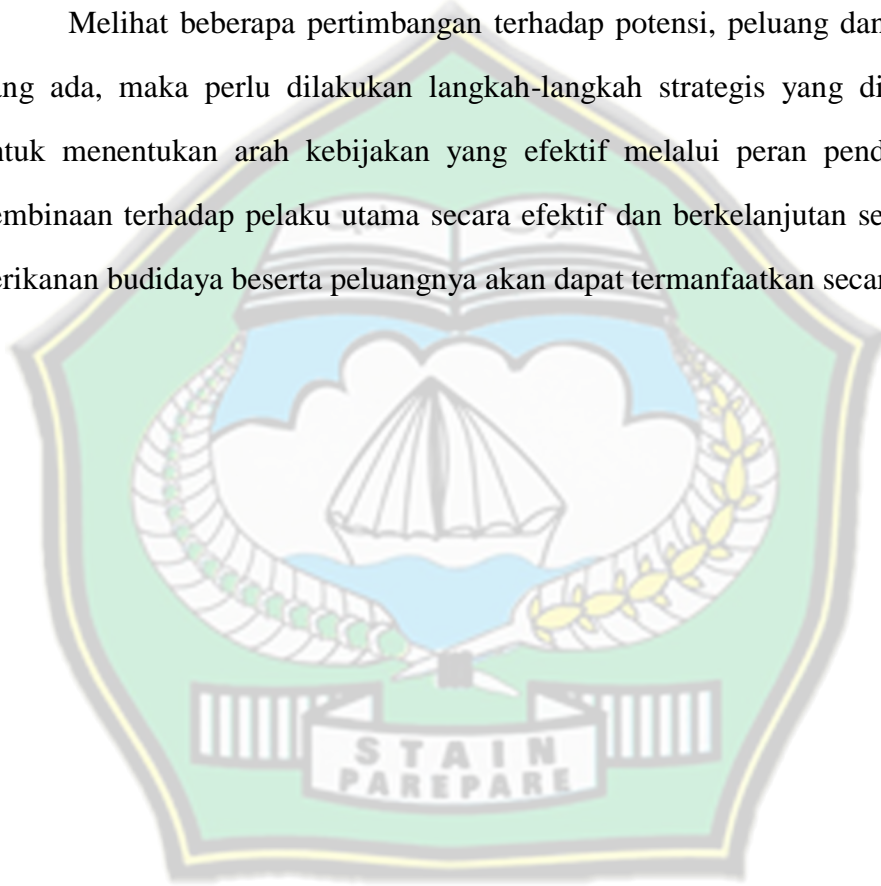 Melihat beberapa pertimbangan terhadap potensi, peluang dan
ang ada, maka perlu dilakukan langkah-langkah strategis yang di
ntuk menentukan arah kebijakan yang efektif melalui peran pend
embinaan terhadap pelaku utama secara efektif dan berkelanjutan se
erikanan budidaya beserta peluangnya akan dapat termanfaatkan secar
STAIN
PAREPARE